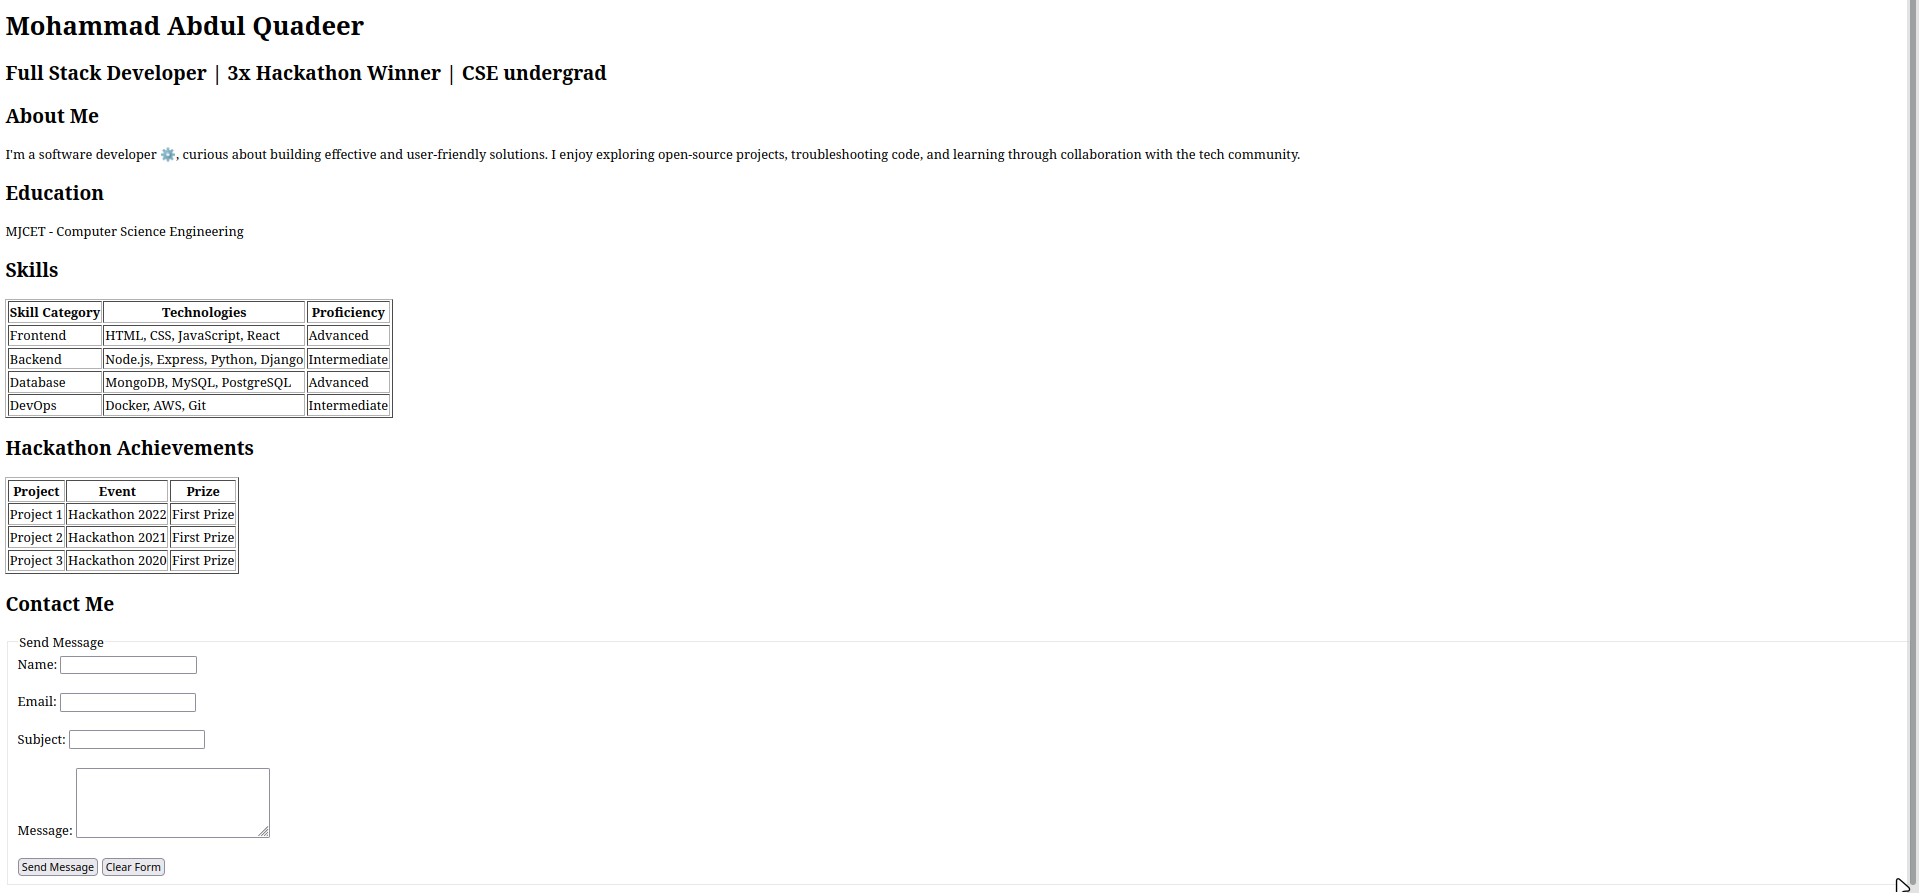 Mohammad Abdul Quadeer
Full Stack Developer | 3x Hackathon Winner | CSE undergrad
About Me
I'm a software developer ⚙️, curious about building effective and user-friendly solutions. I enjoy exploring open-source projects, troubleshooting code, and learning through collaboration with the tech community.
Education
MJCET - Computer Science Engineering
Skills
Skill Category Technologies Proficiency
Frontend HTML, CSS, JavaScript, React Advanced
Backend Node.js, Express, Python, Django Intermediate
Database MongoDB, MySQL, PostgreSQL Advanced
DevOps Docker, AWS, Git Intermediate
Hackathon Achievements
Project Event Prize
Project 1 Hackathon 2022 First Prize
Project 2 Hackathon 2021 First Prize
Project 3 Hackathon 2020 First Prize
Contact Me
Send Message
Name:
Email:
Subject:
Message:
Send Message Clear Form